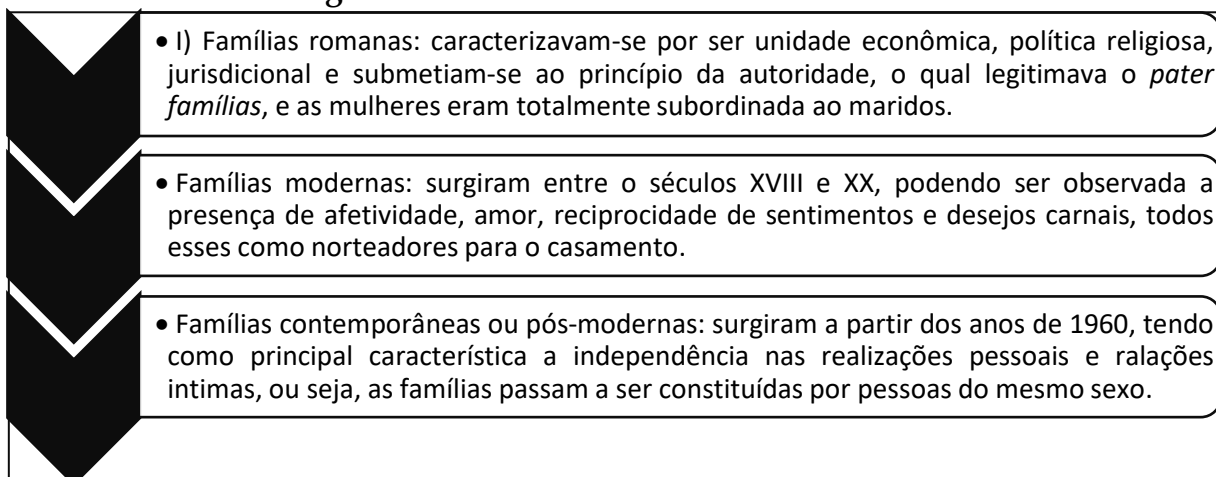 • I) Famílias romanas: caracterizavam-se por ser unidade econômica, política religiosa,
jurisdicional e submetiam-se ao princípio da autoridade, o qual legitimava o pater
famílias, e as mulheres eram totalmente subordinada ao maridos.
• Famílias modernas: surgiram entre o séculos XVIII e XX, podendo ser observada a
presença de afetividade, amor, reciprocidade de sentimentos e desejos carnais, todos
esses como norteadores para o casamento.
• Famílias contemporâneas ou pós-modernas: surgiram a partir dos anos de 1960, tendo
como principal característica a independência nas realizações pessoais e ralações
intimas, ou seja, as famílias passam a ser constituídas por pessoas do mesmo sexo.